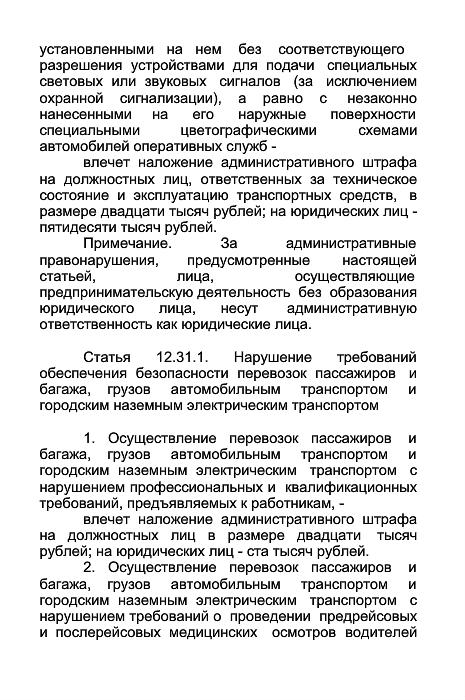 установленными на нем без соответствующего
разрешения устройствами для подачи специальных
световых или звуковых сигналов (за исключением
охранной сигнализации), а равно с незаконно
нанесенными на его наружные поверхности
специальными цветографическими схемами
автомобилей оперативных служб -
влечет наложение административного штрафа
на должностных лиц, ответственных за техническое
состояние и эксплуатацию транспортных средств, в
размере двадцати тысяч рублей; на юридических лиц -
пятидесяти тысяч рублей.
Примечание. За административные
правонарушения, предусмотренные настоящей
статьей, лица, осуществляющие
предпринимательскую деятельность без образования
юридического лица, несут административную
ответственность как юридические лица.
Статья 12.31.1. Нарушение требований
обеспечения безопасности перевозок пассажиров и
багажа, грузов автомобильным транспортом и
городским наземным электрическим транспортом
1. Осуществление перевозок пассажиров и
багажа, грузов автомобильным транспортом и
городским наземным электрическим транспортом с
нарушением профессиональных и квалификационных
требований, предъявляемых к работникам, -
влечет наложение административного штрафа
на должностных лиц в размере двадцати тысяч
рублей; на юридических лиц - ста тысяч рублей.
2. Осуществление перевозок пассажиров и
багажа, грузов автомобильным транспортом и
городским наземным электрическим транспортом с
нарушением требований о проведении предрейсовых
и послерейсовых медицинских осмотров водителей